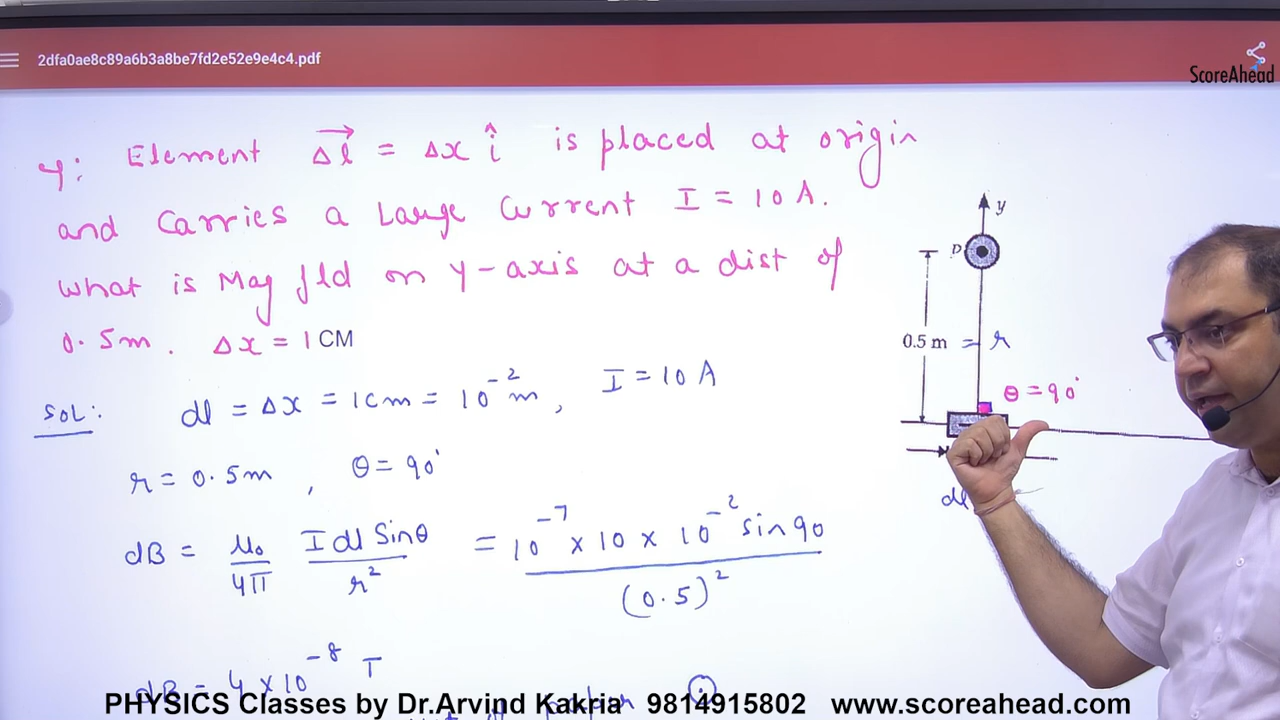 2dfa0ae8c89a6b3a8be7fd2e52e9e4c4.pdf
ScoreAhead
Element Δl = Δx î is placed at origin
and Carries a Large Current I = 10 A.
What is Mag fld on y-axis at a dist of
0.5m. Δx = 1 CM
Sol:
dl = Δx = 1cm = 10⁻² m, I = 10 A
r = 0.5m, θ = 90°
dB = μ₀/4π I dl Sinθ/r² = 10⁻⁷ × 10 × 10⁻² sin 90/(0.5)²
dB = 4 × 10⁻⁸ T
y
P
0.5 m = r
θ = 90°
dl
PHYSICS Classes by Dr.Arvind Kakria 9814915802 www.scoreahead.com